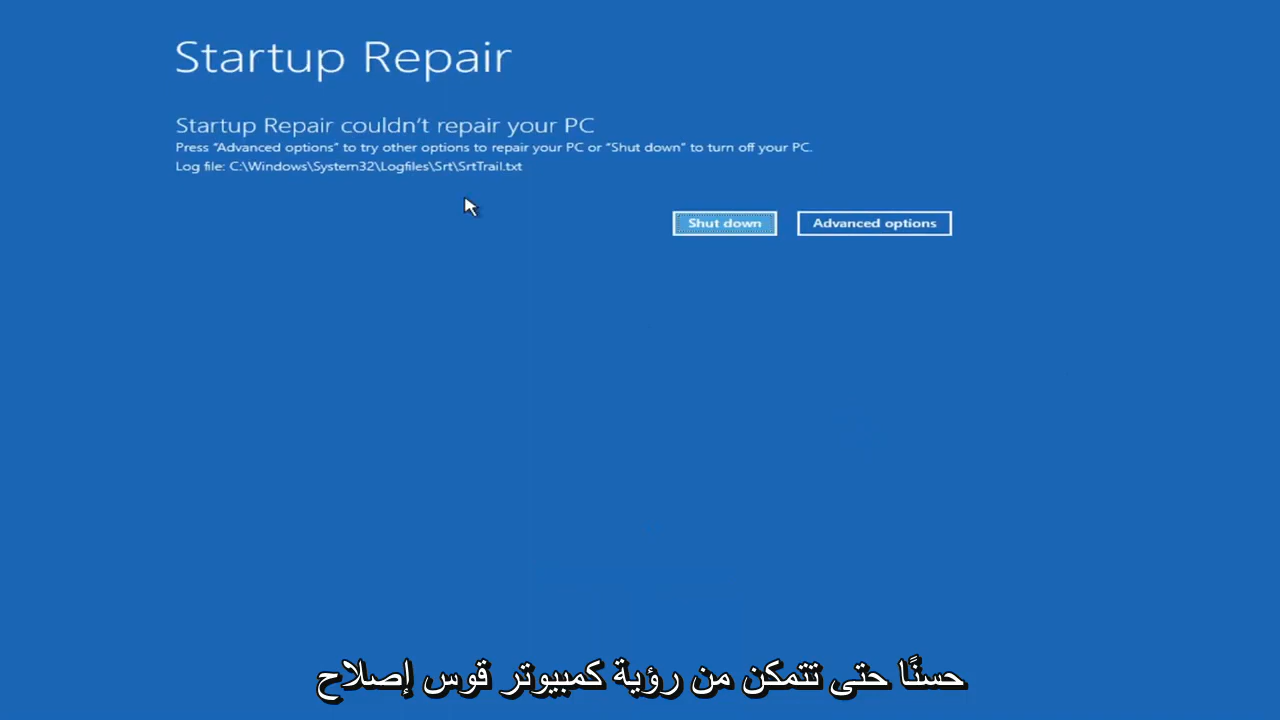 Startup Repair
Startup Repair couldn't repair your PC
Press "Advanced options" to try other options to repair your PC or "Shut down" to turn off your PC.
Log file: C:\Windows\System32\Logfiles\Srt\SrtTrail.txt
Shut down
Advanced options
حسنًا حتى تتمكن من رؤية كمبيوتر قوس إصلاح